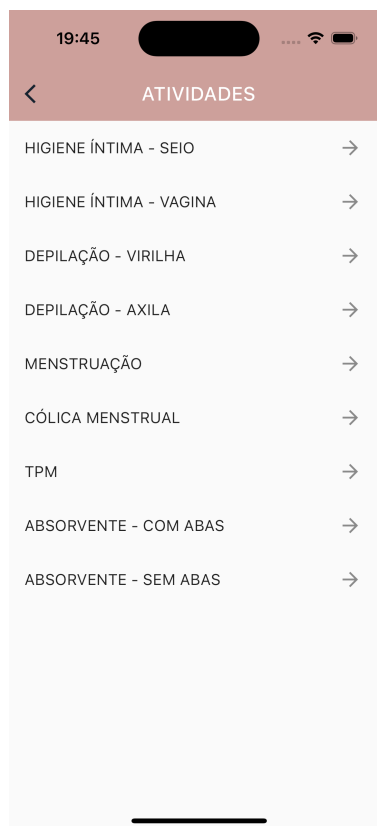 19:45
ATIVIDADES
HIGIENE ÍNTIMA - SEIO
HIGIENE ÍNTIMA - VAGINA
DEPILAÇÃO - VIRILHA
DEPILAÇÃO - AXILA
MENSTRUAÇÃO
CÓLICA MENSTRUAL
TPM
ABSORVENTE - COM ABAS
ABSORVENTE - SEM ABAS